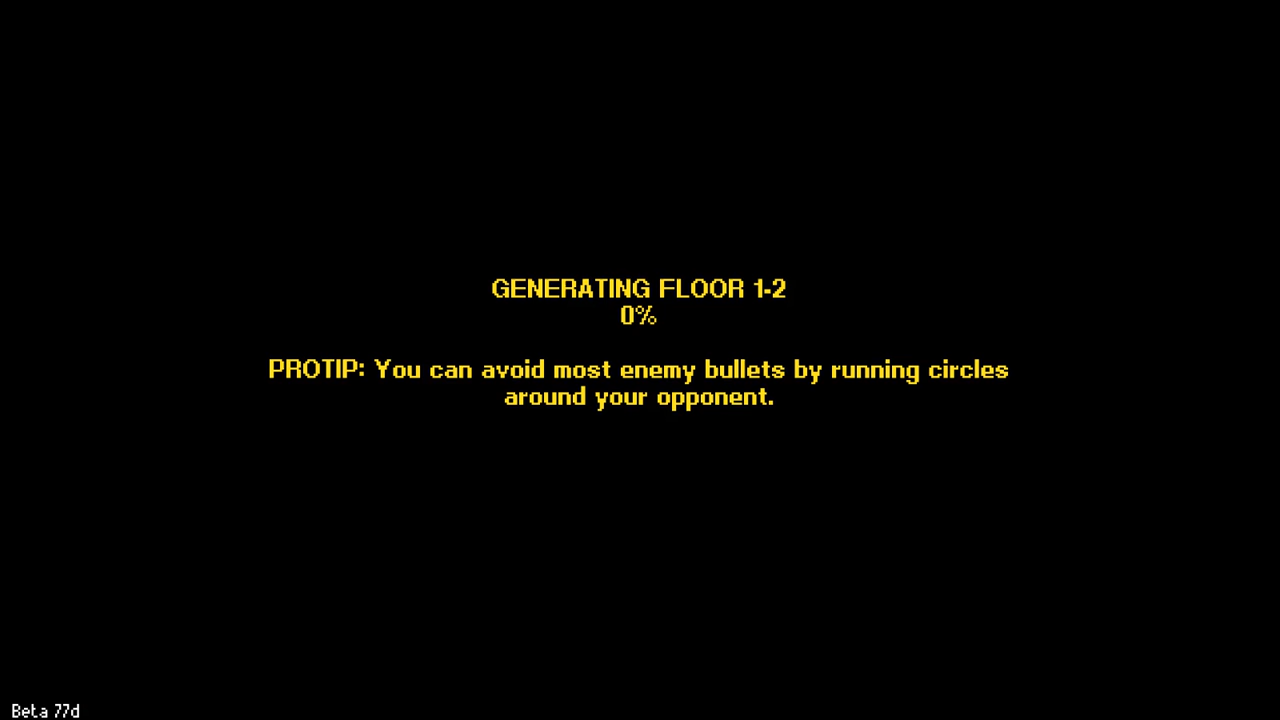 GENERATING FLOOR 1-2
0%
PROTIP: You can avoid most enemy bullets by running circles
around your opponent.
Beta 77d